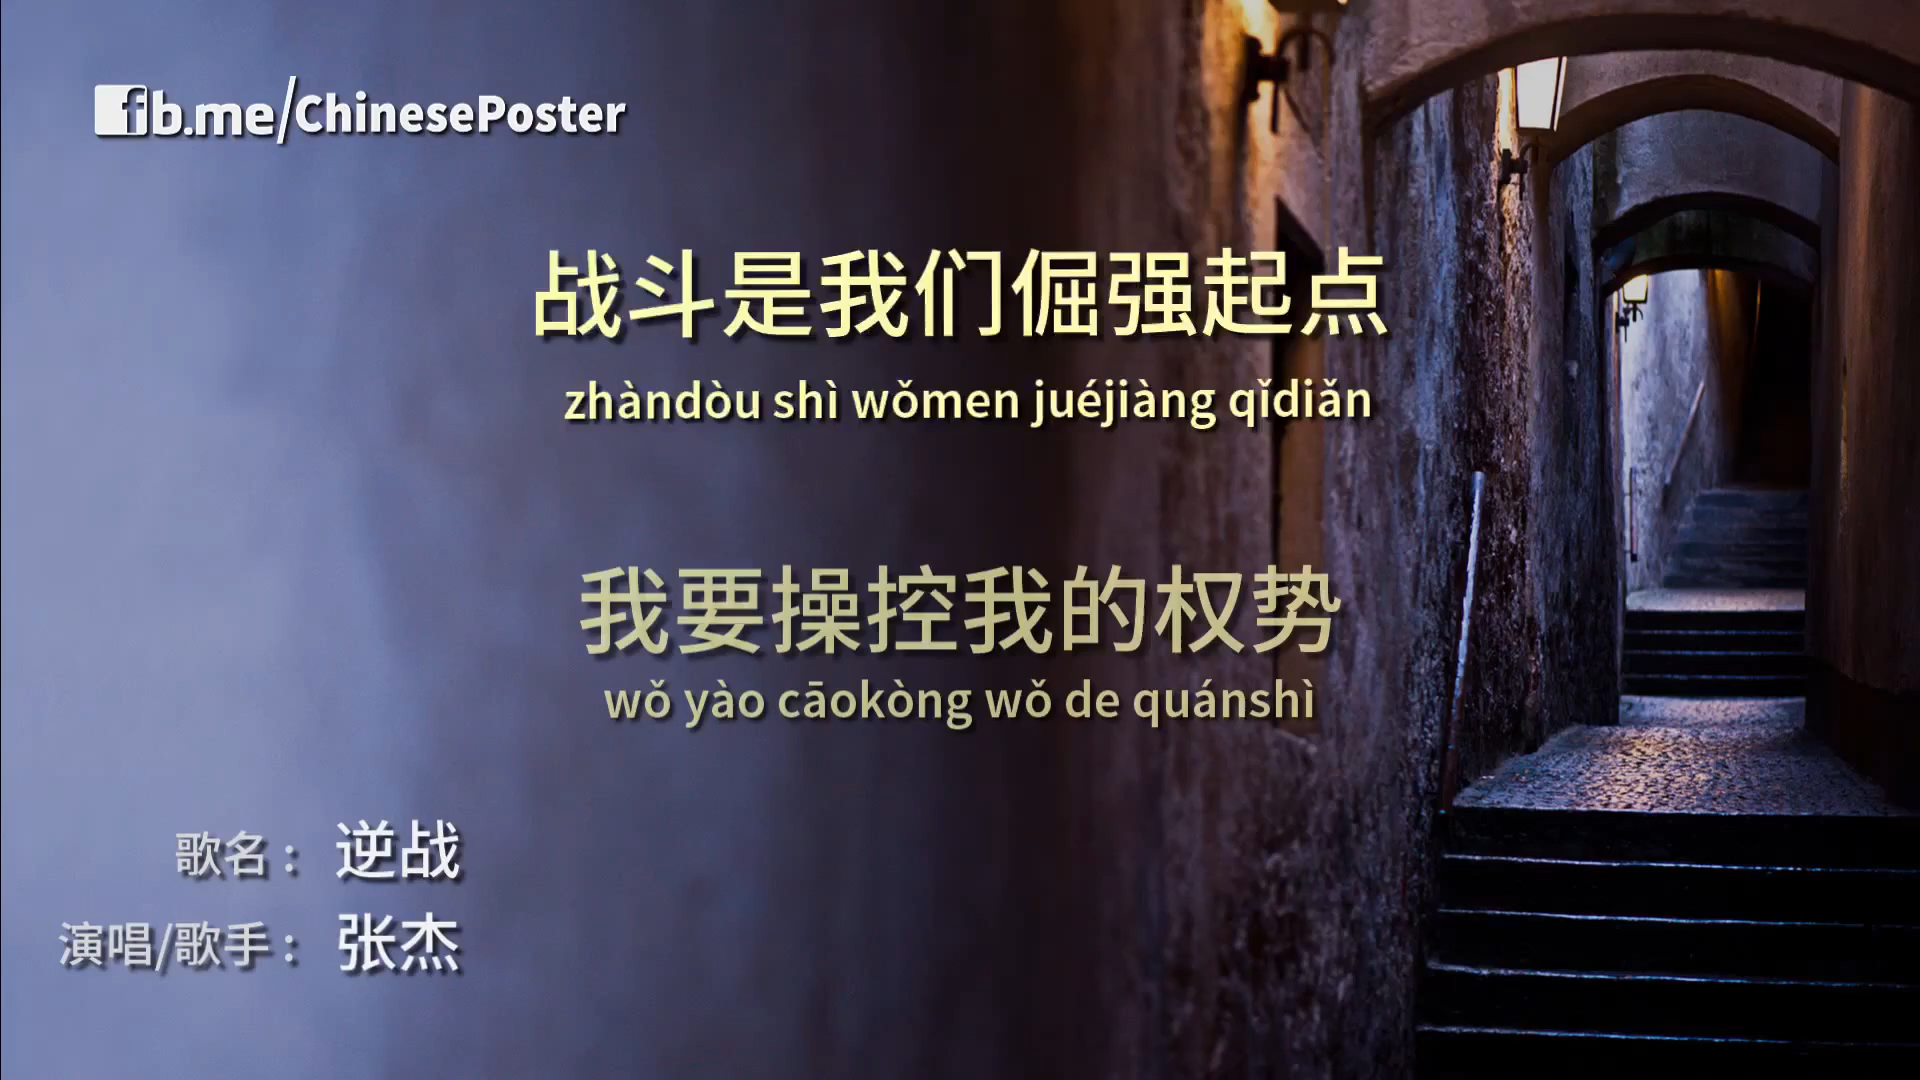 fb.me/ChinesePoster
战斗是我们倔强起点
zhàndòu shì wǒmen juéjiàng qǐdiǎn
我要操控我的权势
wǒ yào cāokòng wǒ de quánshì
歌名： 逆战
演唱/歌手： 张杰